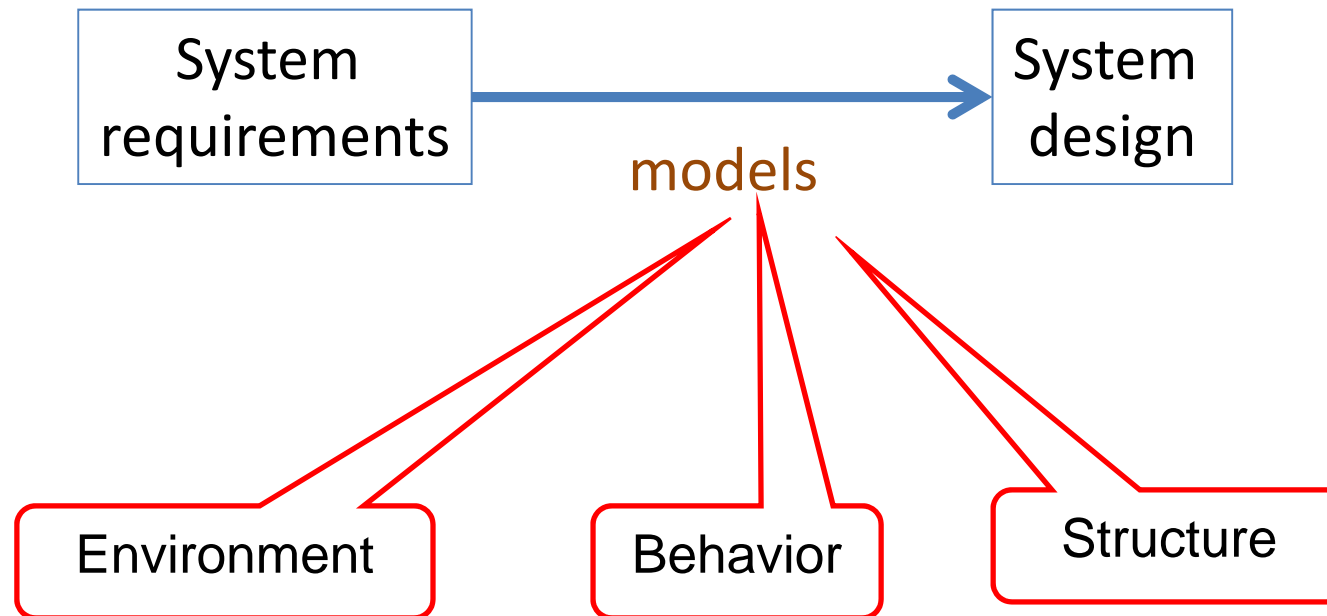 System
requirements
System
design
models
Environment
Behavior
Structure